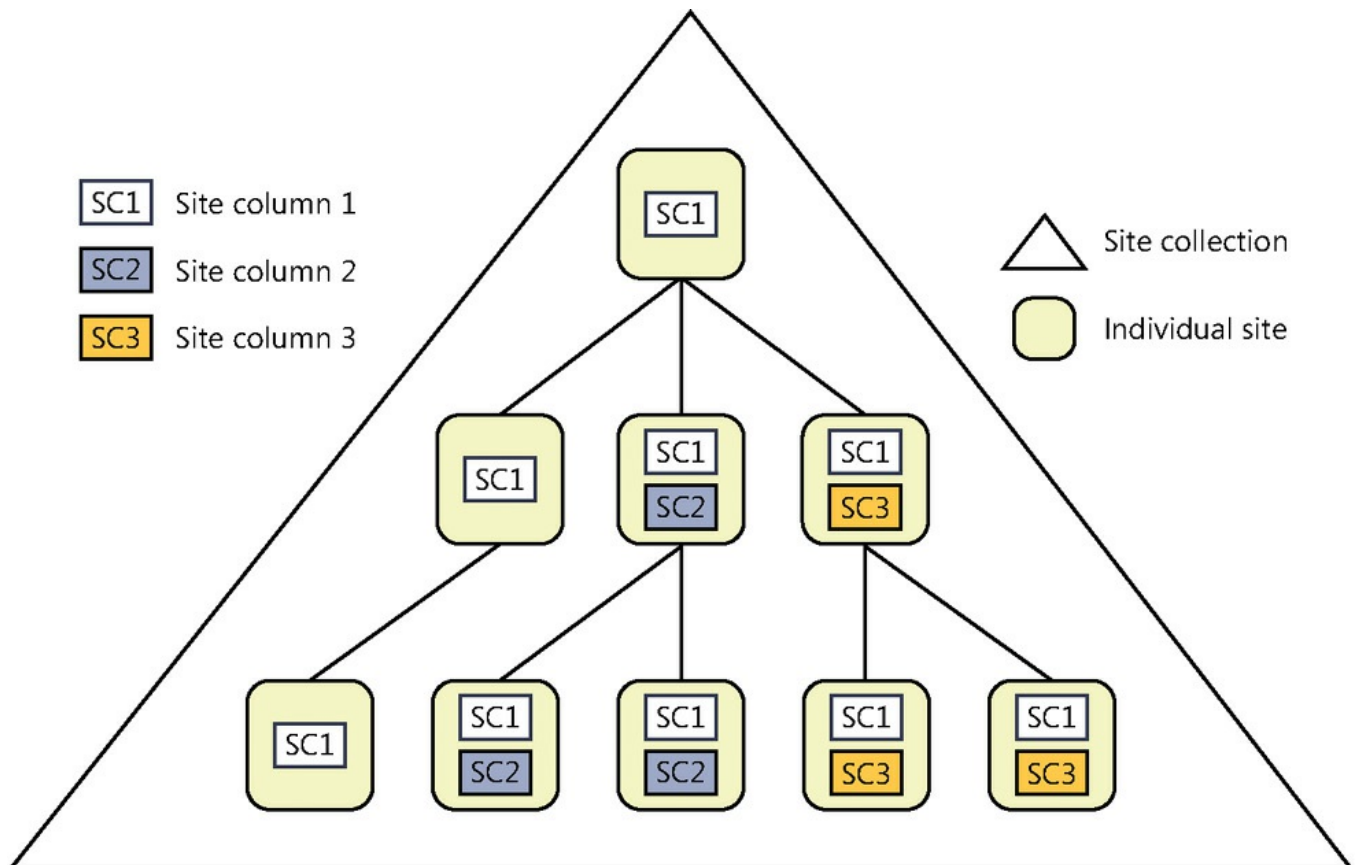 SC1
SC1 Site column 1
SC2 Site column 2
SC3 Site column 3
Site collection
Individual site
SC1
SC1
SC2
SC1
SC3
SC1
SC1
SC2
SC1
SC2
SC1
SC3
SC1
SC3